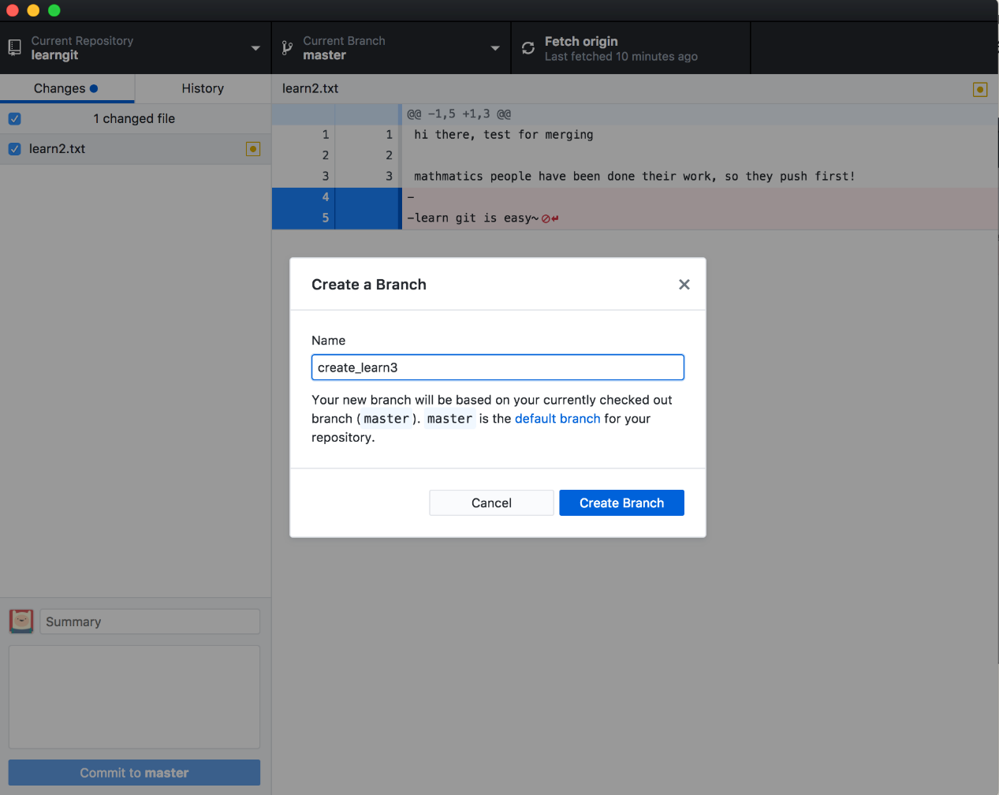 Current Repository
learngit
Current Branch
master
Fetch origin
Last fetched 10 minutes ago
Changes
History
1 changed file
learn2.txt
learn2.txt
@@ -1,5 +1,3 @@
1 1 hi there, test for merging
2 2
3 3 mathmatics people have been done their work, so they push first!
4 -
5 -learn git is easy~
Create a Branch
Name
create_learn3
Your new branch will be based on your currently checked out
branch (master). master is the default branch for your
repository.
Cancel
Create Branch
Summary
Commit to master